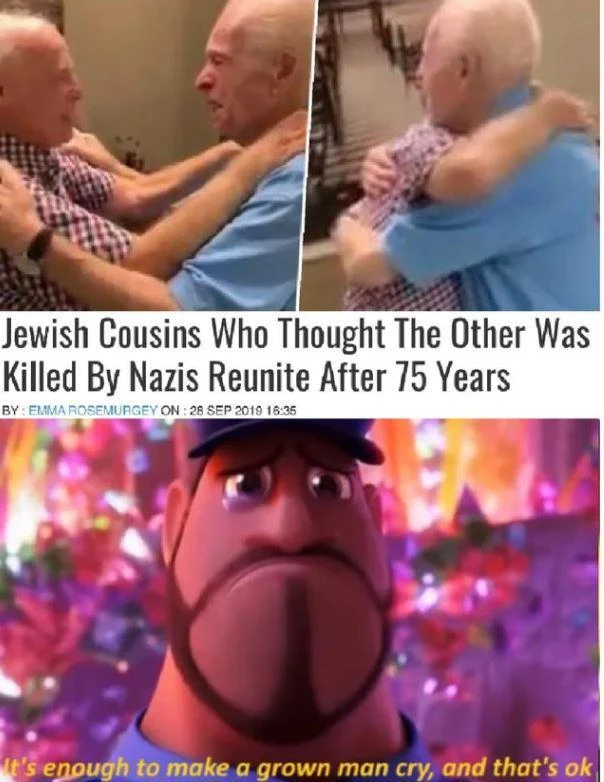 Jewish Cousins Who Thought The Other Was
Killed By Nazis Reunite After 75 Years
BY : EMMA ROSEMURGEY ON : 28 SEP 2019 16:35
It's enough to make a grown man cry, and that's ok